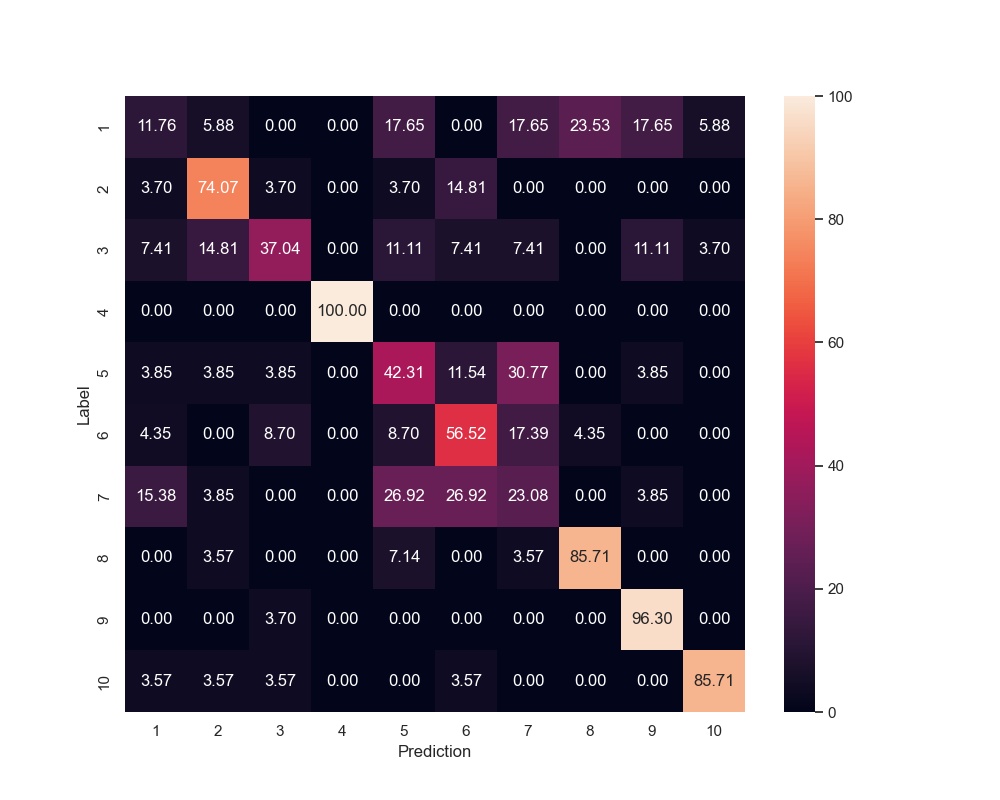 1 11.76 5.88 0.00 0.00 17.65 0.00 17.65 23.53 17.65 5.88
2 3.70 74.07 3.70 0.00 3.70 14.81 0.00 0.00 0.00 0.00
3 7.41 14.81 37.04 0.00 11.11 7.41 7.41 0.00 11.11 3.70
4 0.00 0.00 0.00 100.00 0.00 0.00 0.00 0.00 0.00 0.00
5 3.85 3.85 3.85 0.00 42.31 11.54 30.77 0.00 3.85 0.00
6 4.35 0.00 8.70 0.00 8.70 56.52 17.39 4.35 0.00 0.00
7 15.38 3.85 0.00 0.00 26.92 26.92 23.08 0.00 3.85 0.00
8 0.00 3.57 0.00 0.00 7.14 0.00 3.57 85.71 0.00 0.00
9 0.00 0.00 3.70 0.00 0.00 0.00 0.00 0.00 96.30 0.00
10 3.57 3.57 3.57 0.00 0.00 3.57 0.00 0.00 0.00 85.71
1 2 3 4 5 6 7 8 9 10
Prediction
Label
100
80
60
40
20
0